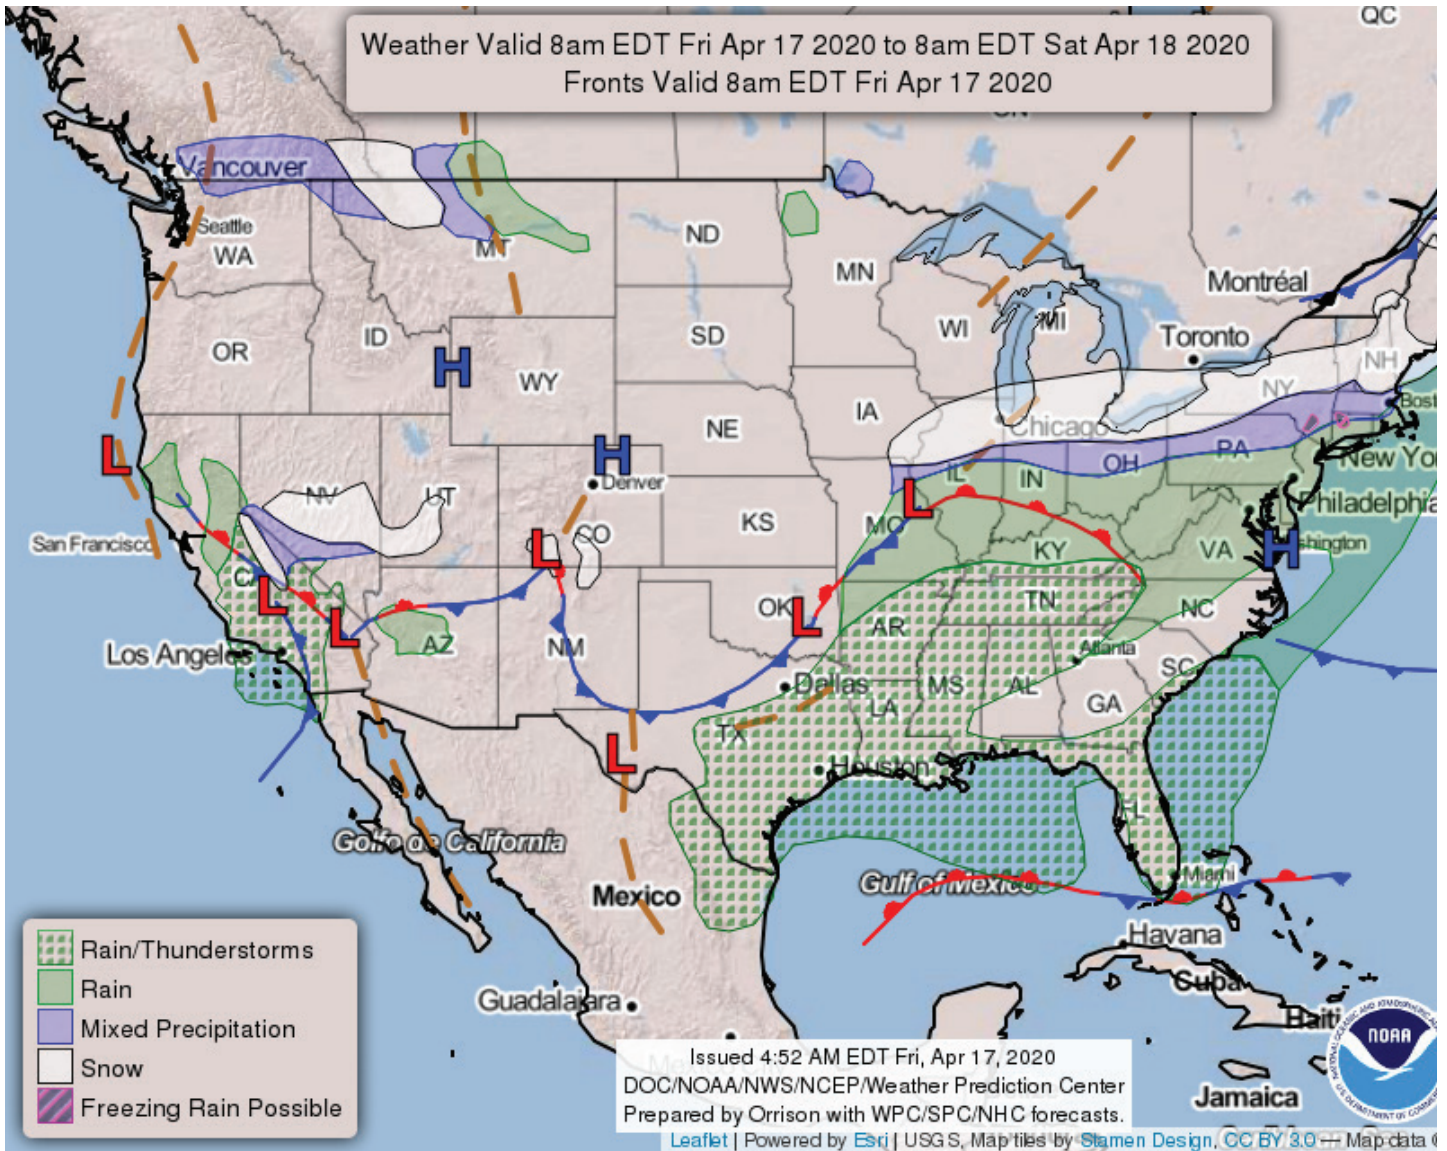 QC
Weather Valid 8am EDT Fri Apr 17 2020 to 8am EDT Sat Apr 18 2020
Fronts Valid 8am EDT Fri Apr 17 2020
Vancouver
Seattle
WA
MT
ND
MN
Montréal
OR
ID
WY
SD
WI
MI
Toronto
NH
NY
H
IA
NE
Chicago
Bost
L
H
Denver
NV
UT
CO
KS
IL
IN
OH
PA
New Yo
Philadelphia
San Francisco
L
MO
L
KY
VA
H
shington
CA
L
L
AZ
NM
OK
L
AR
TN
NC
Los Angeles
Dallas
MS
AL
Atlanta
SC
GA
LA
TX
L
Houston
FL
Golfo de California
Mexico
Gulf of Mexico
Miami
Havana
Cuba
Haiti
Guadalajara
Mexico City
Jamaica
Rain/Thunderstorms
Rain
Mixed Precipitation
Snow
Freezing Rain Possible
Issued 4:52 AM EDT Fri, Apr 17, 2020
DOC/NOAA/NWS/NCEP/Weather Prediction Center
Prepared by Orrison with WPC/SPC/NHC forecasts.
NOAA
Leaflet | Powered by Esri | USGS, Map tiles by Stamen Design, CC BY 3.0 — Map data ©